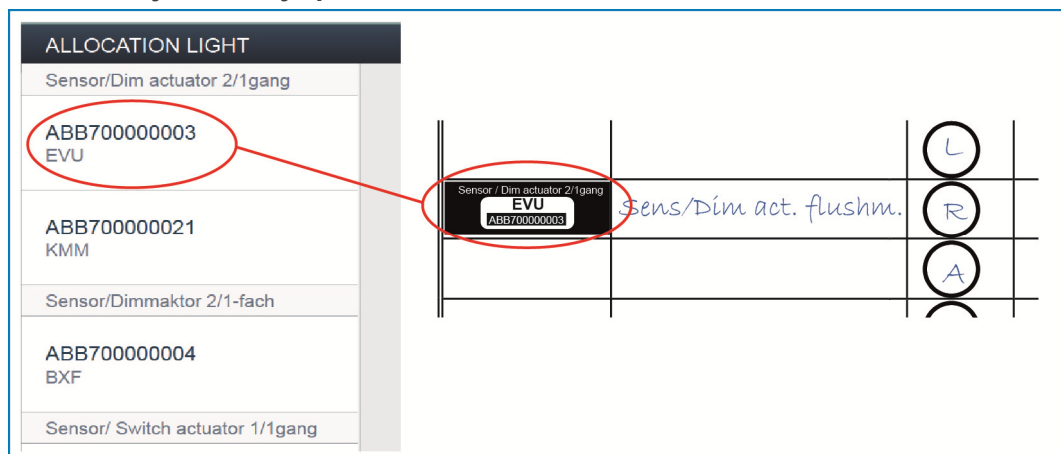 ALLOCATION LIGHT
Sensor/Dim actuator 2/1gang
ABB700000003
EVU
ABB700000021
KMM
Sensor/Dimmaktor 2/1-fach
ABB700000004
BXF
Sensor/ Switch actuator 1/1gang
L
Sensor / Dim actuator 2/1gang
EVU
ABB700000003
Sens/Dim act. flushm.
R
A